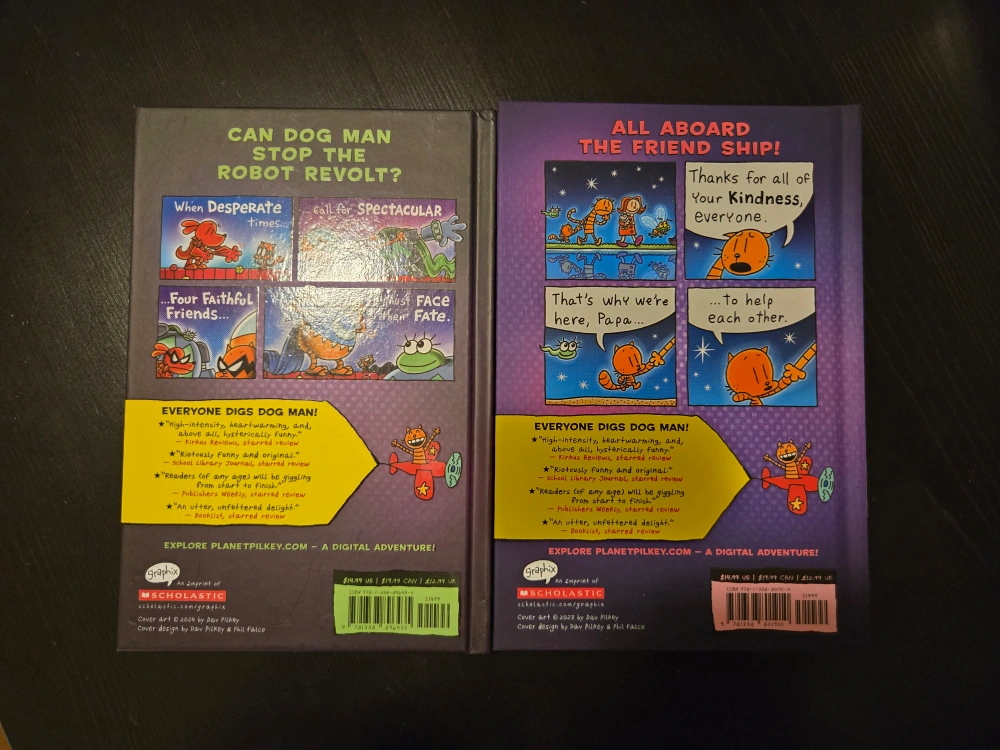 CAN DOG MAN
STOP THE
ROBOT REVOLT?
When DESPERATE
times...
...call for SPECTACULAR
...Four Faithful
Friends...
must FACE
their FATE.
EVERYONE DIGS DOG MAN!
★"High-intensity, heartwarming, and,
above all, hysterically funny."
— Kirkus Reviews, starred review
★"Riotously funny and original."
— School Library Journal, starred review
★"Readers (of any age) will be giggling
from start to finish."
— Publishers Weekly, starred review
★"An utter, unfettered delight."
— Booklist, starred review
EXPLORE PLANETPILKEY.COM — A DIGITAL ADVENTURE!
graphix
An Imprint of
SCHOLASTIC
scholastic.com/graphix
Cover art © 2024 by Dav Pilkey
Cover design by Dav Pilkey & Phil Falco
$14.99 US | $19.99 CAN | £12.99 UK
51499
ALL ABOARD
THE FRIEND SHIP!
Thanks for all of
your Kindness,
everyone.
That's why we're
here, Papa...
...to help
each other.
EVERYONE DIGS DOG MAN!
★"High-intensity, heartwarming, and,
above all, hysterically funny."
— Kirkus Reviews, starred review
★"Riotously funny and original."
— School Library Journal, starred review
★"Readers (of any age) will be giggling
from start to finish."
— Publishers Weekly, starred review
★"An utter, unfettered delight."
— Booklist, starred review
EXPLORE PLANETPILKEY.COM — A DIGITAL ADVENTURE!
graphix
An Imprint of
SCHOLASTIC
scholastic.com/graphix
Cover art © 2023 by Dav Pilkey
Cover design by Dav Pilkey & Phil Falco
$14.99 US | $19.99 CAN | £12.99 UK
51499